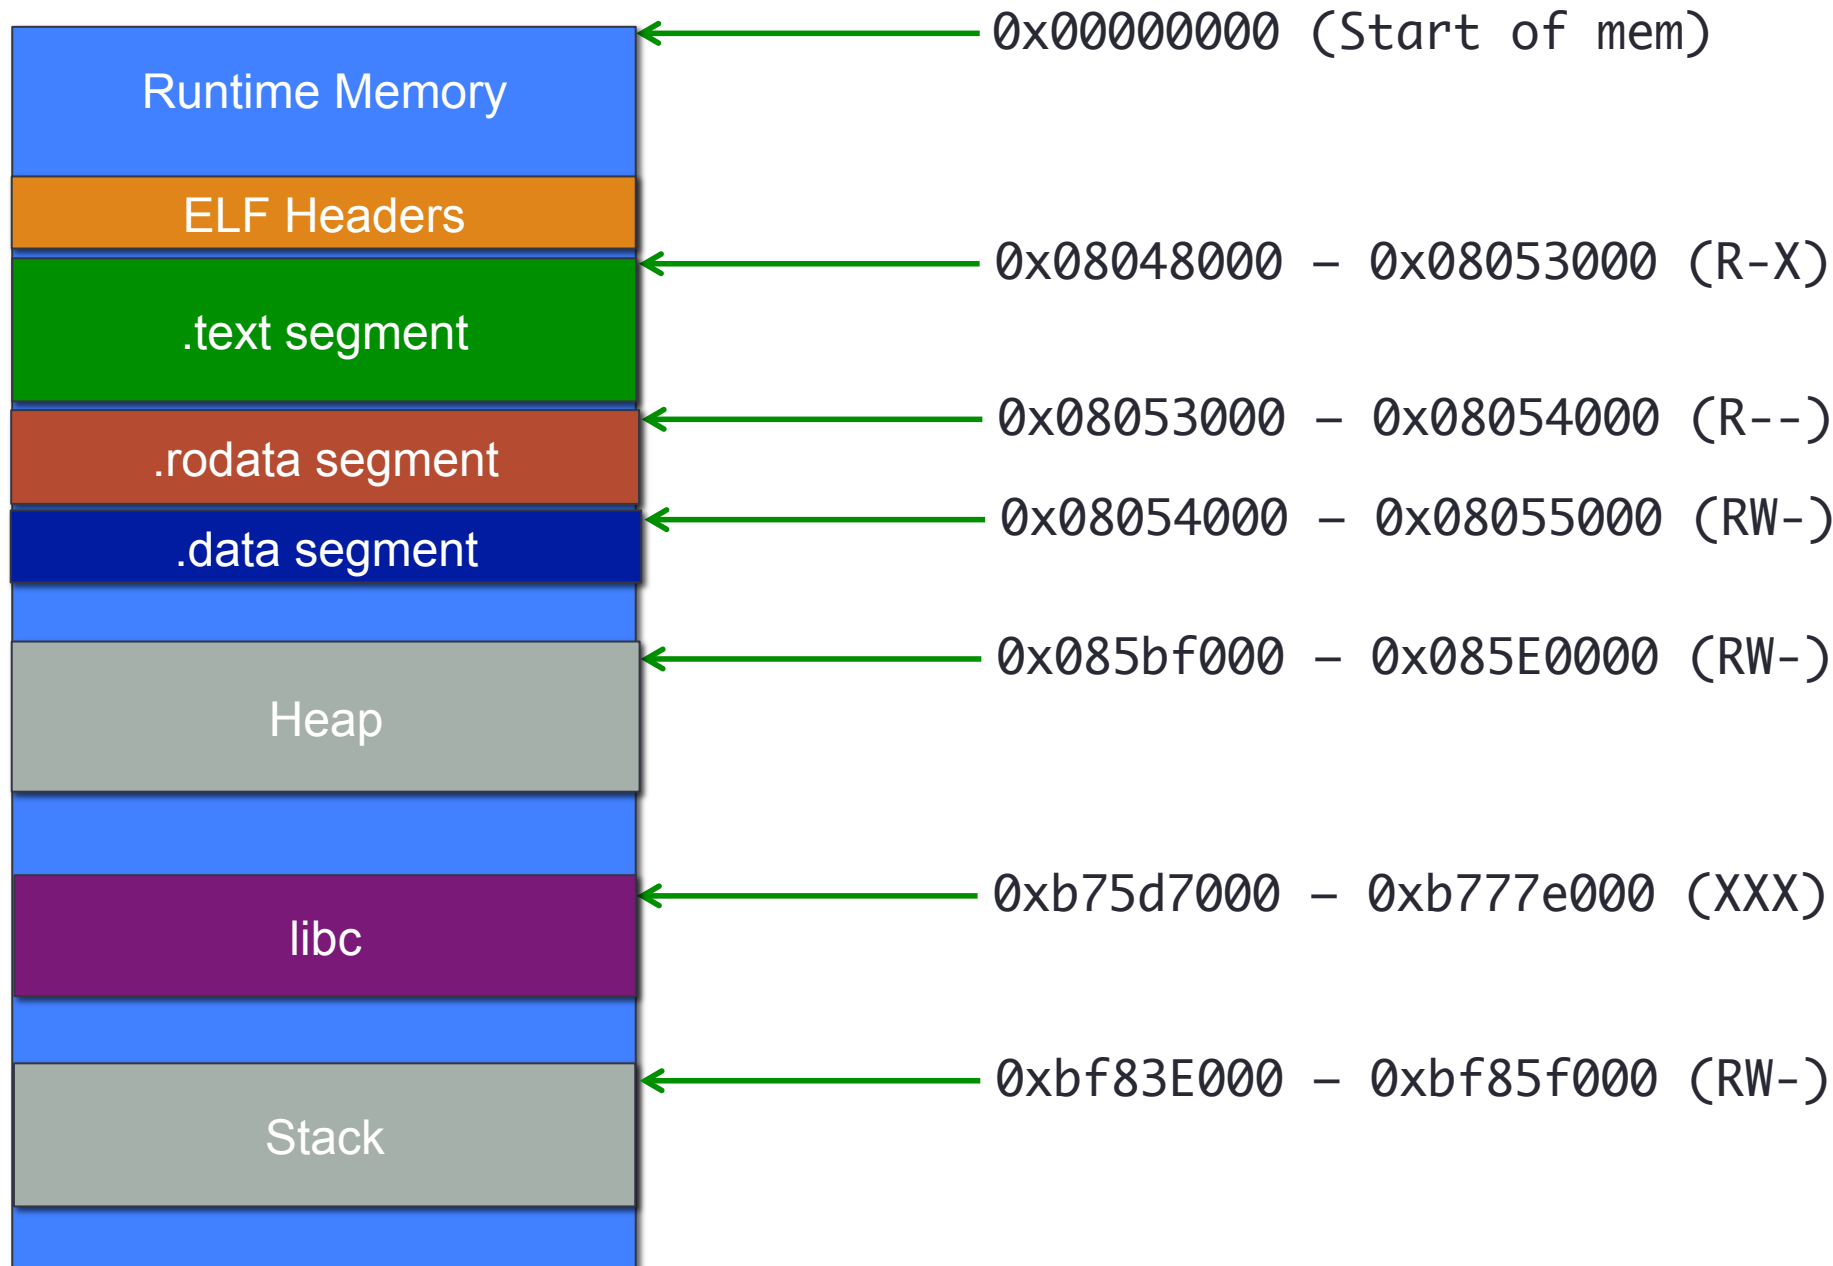 0x00000000 (Start of mem)
Runtime Memory
ELF Headers
0x08048000 – 0x08053000 (R-X)
.text segment
0x08053000 – 0x08054000 (R--)
.rodata segment
0x08054000 – 0x08055000 (RW-)
.data segment
0x085bf000 – 0x085E0000 (RW-)
Heap
0xb75d7000 – 0xb777e000 (XXX)
libc
0xbf83E000 – 0xbf85f000 (RW-)
Stack